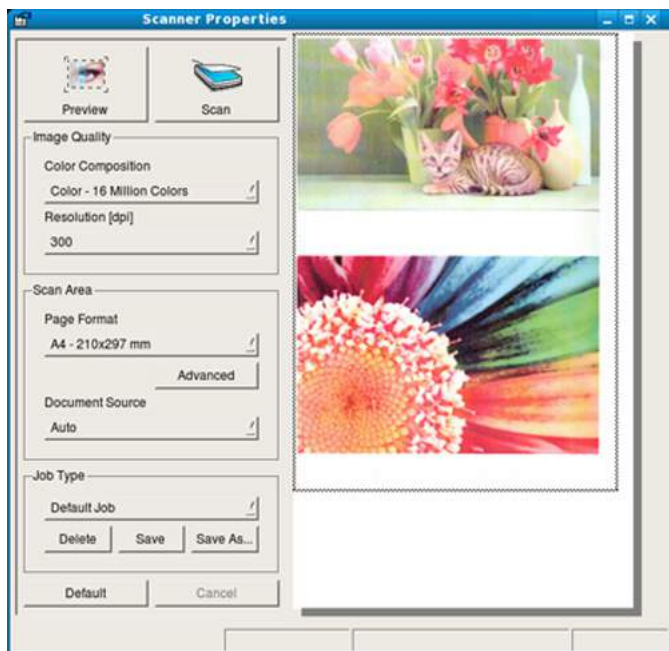 Scanner Properties
Preview Scan
Image Quality
Color Composition
Color - 16 Million Colors
Resolution [dpi]
300
Scan Area
Page Format
A4 - 210x297 mm
Advanced
Document Source
Auto
Job Type
Default Job
Delete Save Save As...
Default Cancel